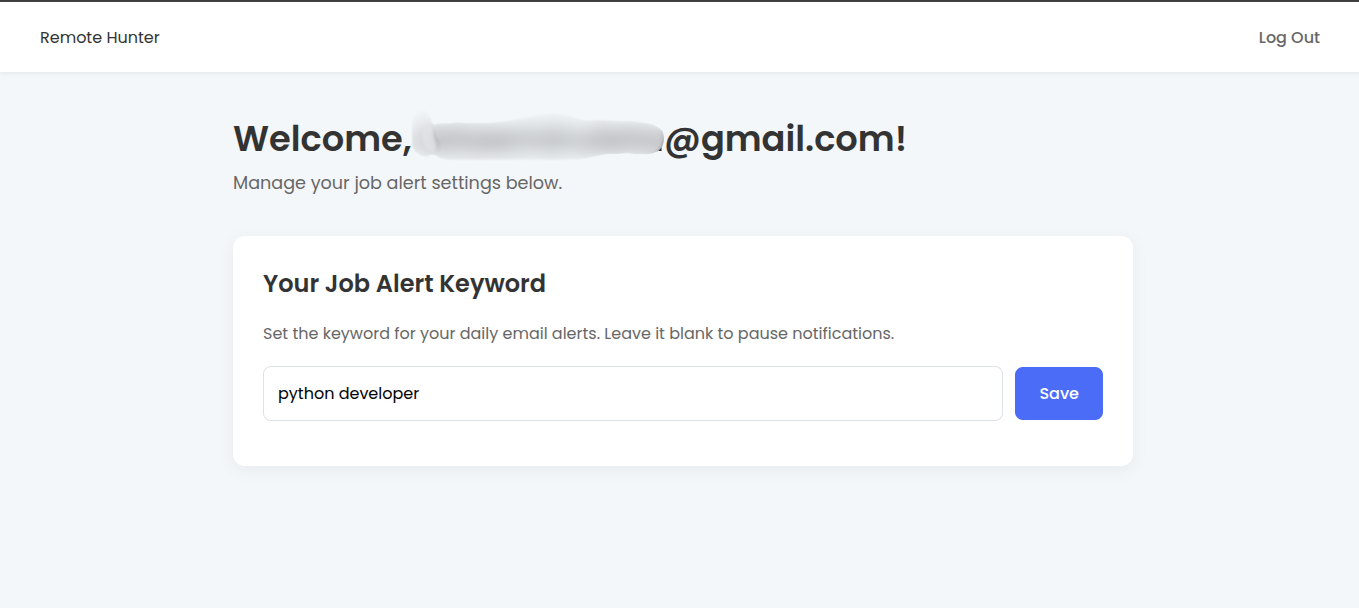 Remote Hunter
Log Out
Welcome, @gmail.com!
Manage your job alert settings below.
Your Job Alert Keyword
Set the keyword for your daily email alerts. Leave it blank to pause notifications.
python developer
Save